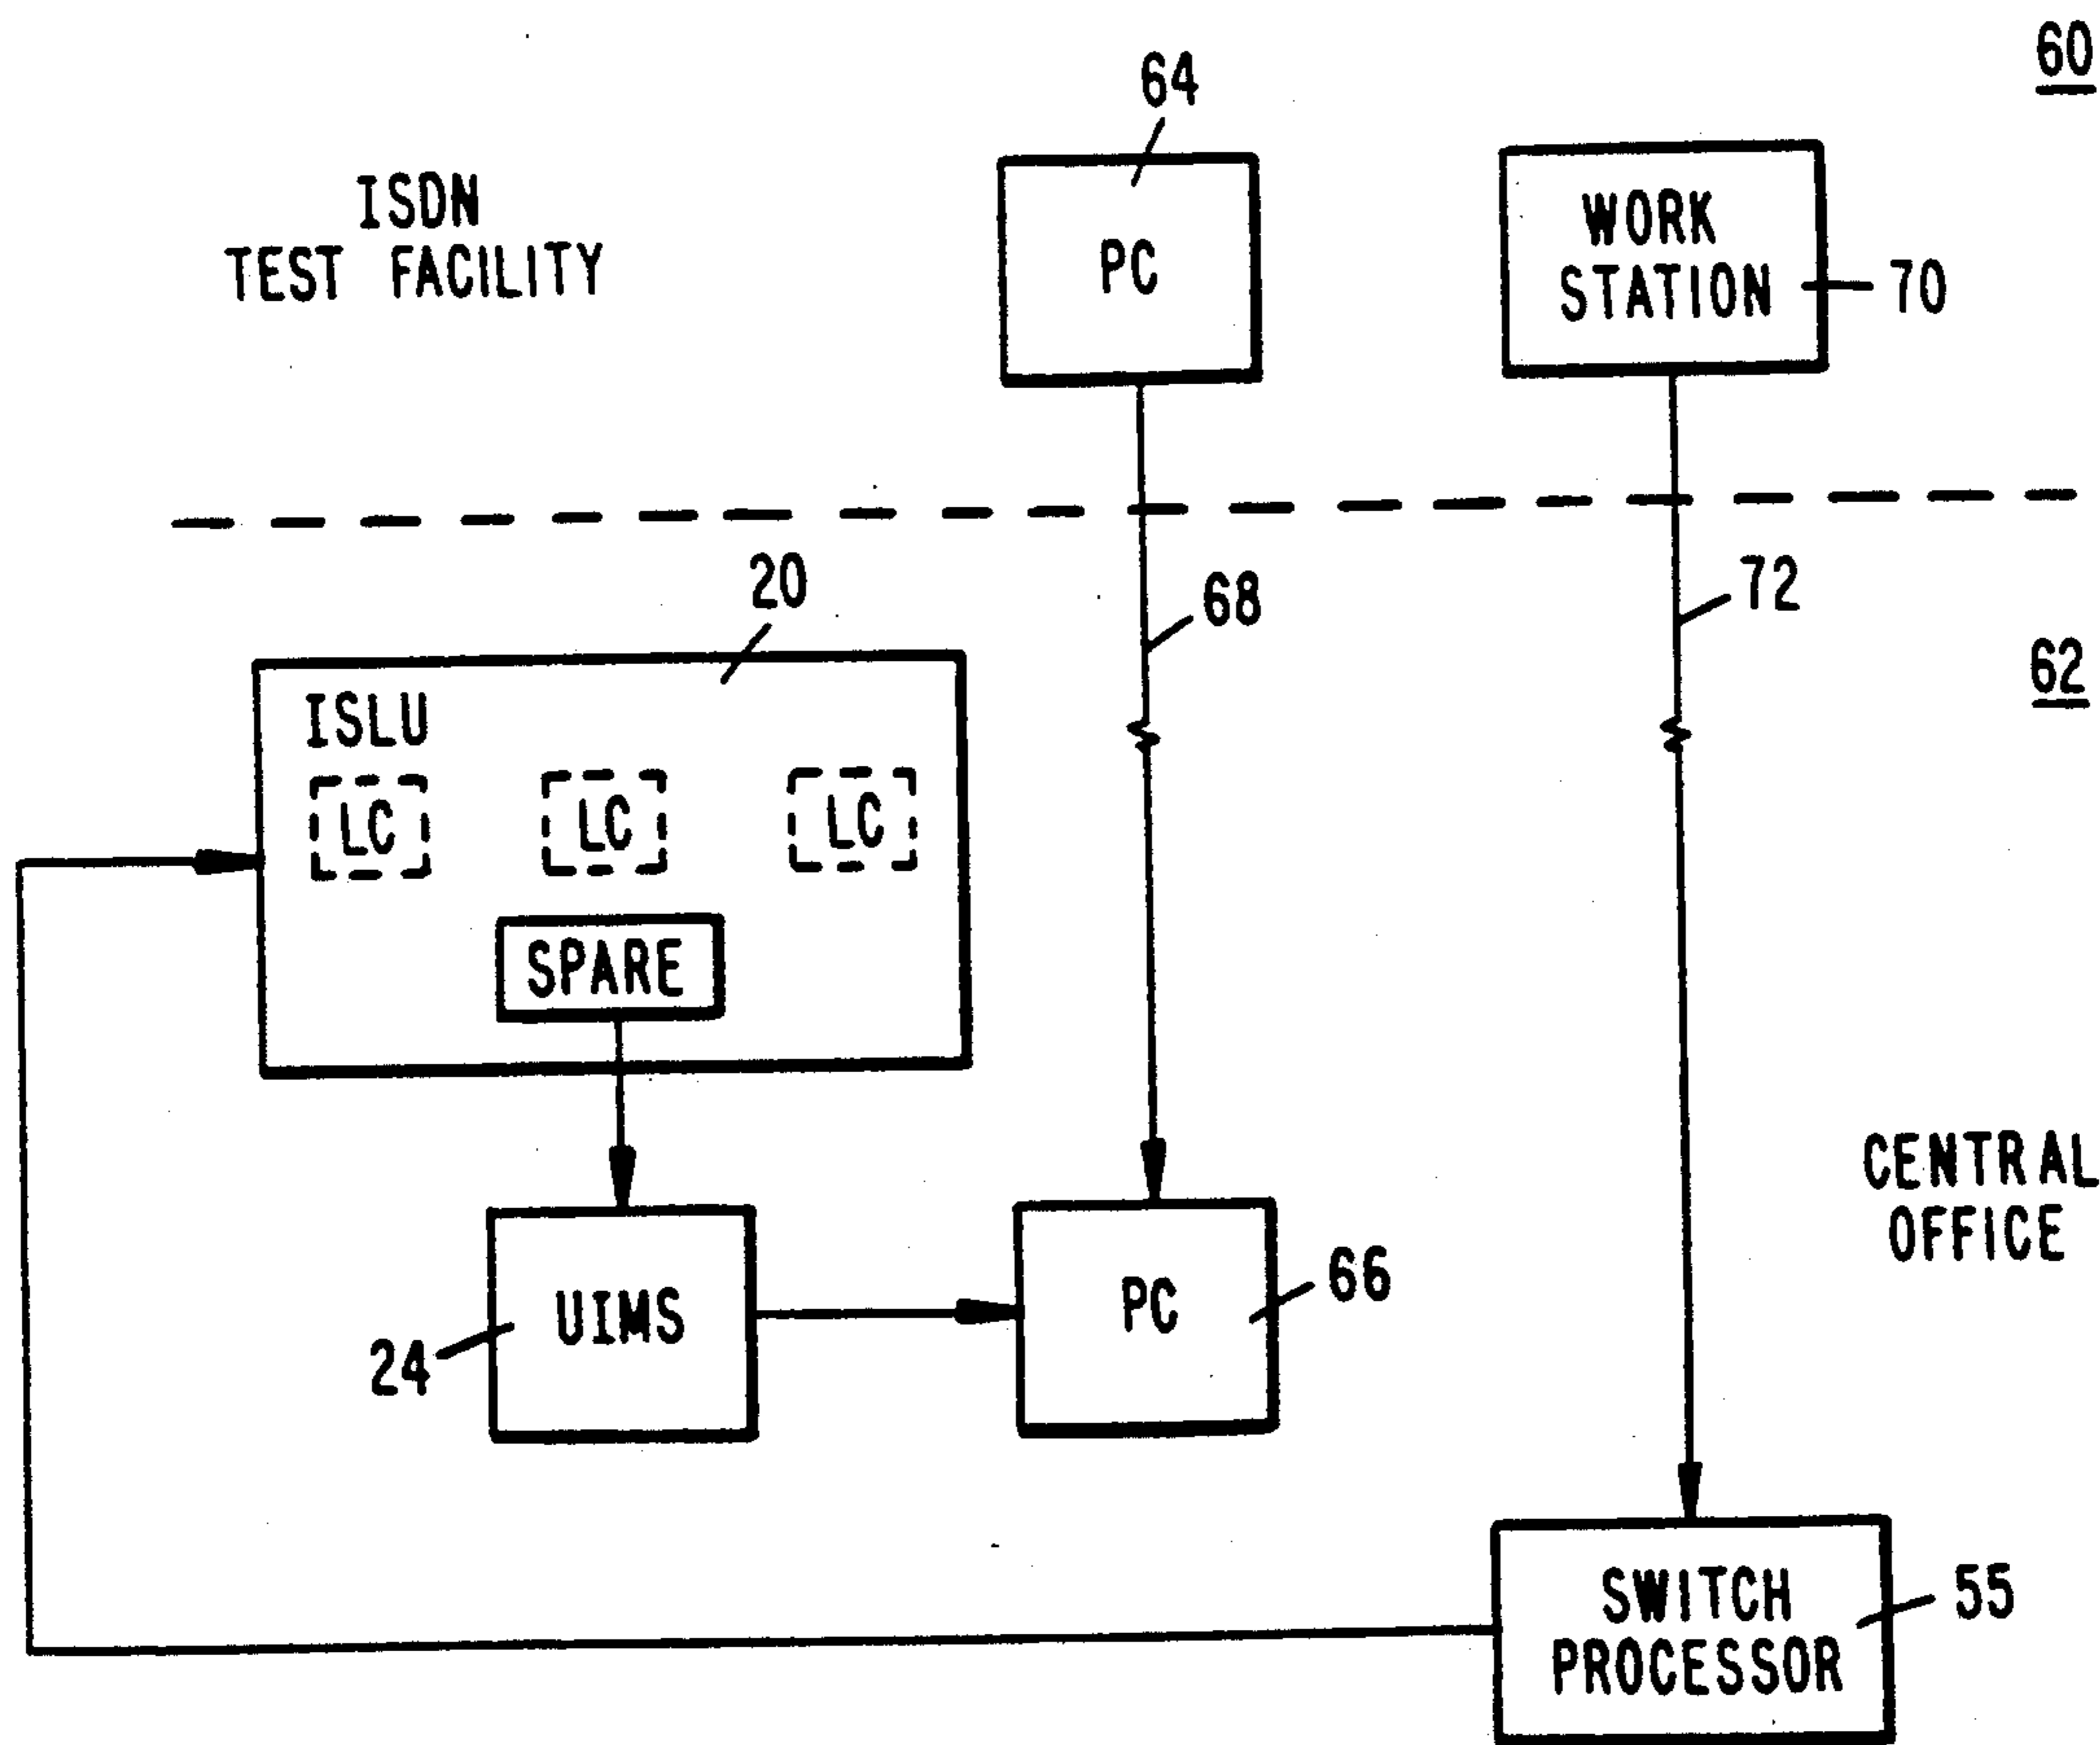 60
64
ISDN
TEST FACILITY
PC
WORK
STATION
70
20
68
72
62
ISLU
LC
LC
LC
SPARE
CENTRAL
OFFICE
UIMS
24
PC
66
SWITCH
PROCESSOR
55